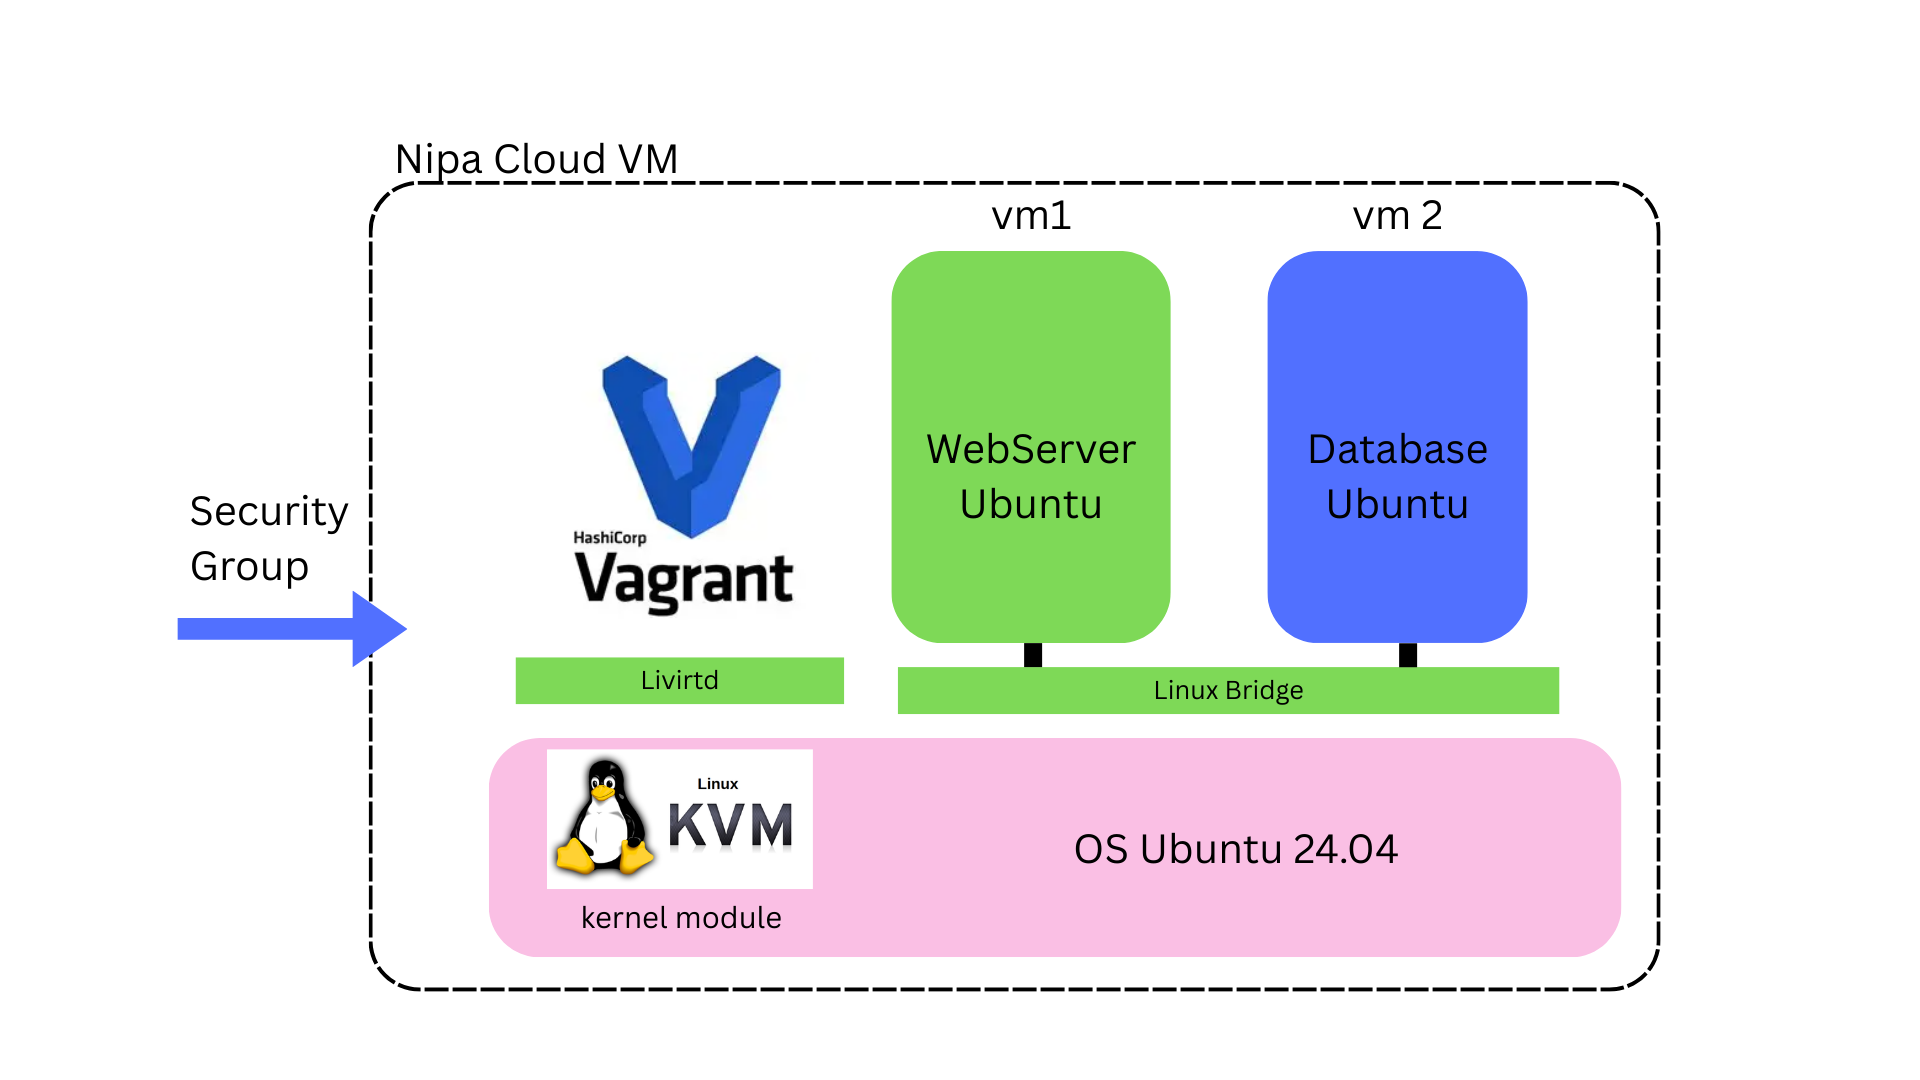 Nipa Cloud VM
vm1
vm 2
WebServer
Ubuntu
Database
Ubuntu
Security
Group
HashiCorp
Vagrant
Livirtd
Linux Bridge
Linux
KVM
OS Ubuntu 24.04
kernel module